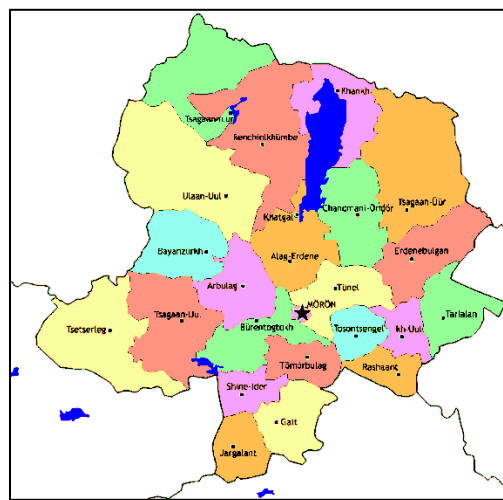 Khankh
Tsagaannuur
Renchinlkhümbe
Ulaan-Uul
Khatgal
Chandmani-Öndör
Tsagaan-Üür
Bayanzürkh
Alag-Erdene
Erdenebulgan
Arbulag
Tünel
Tsetserleg
Tsagaan-Uul
MÖRÖN
Bürentogtokh
Tosontsengel
Ikh-Uul
Tarialan
Tömörbulag
Rashaant
Shine-Ider
Galt
Jargalant